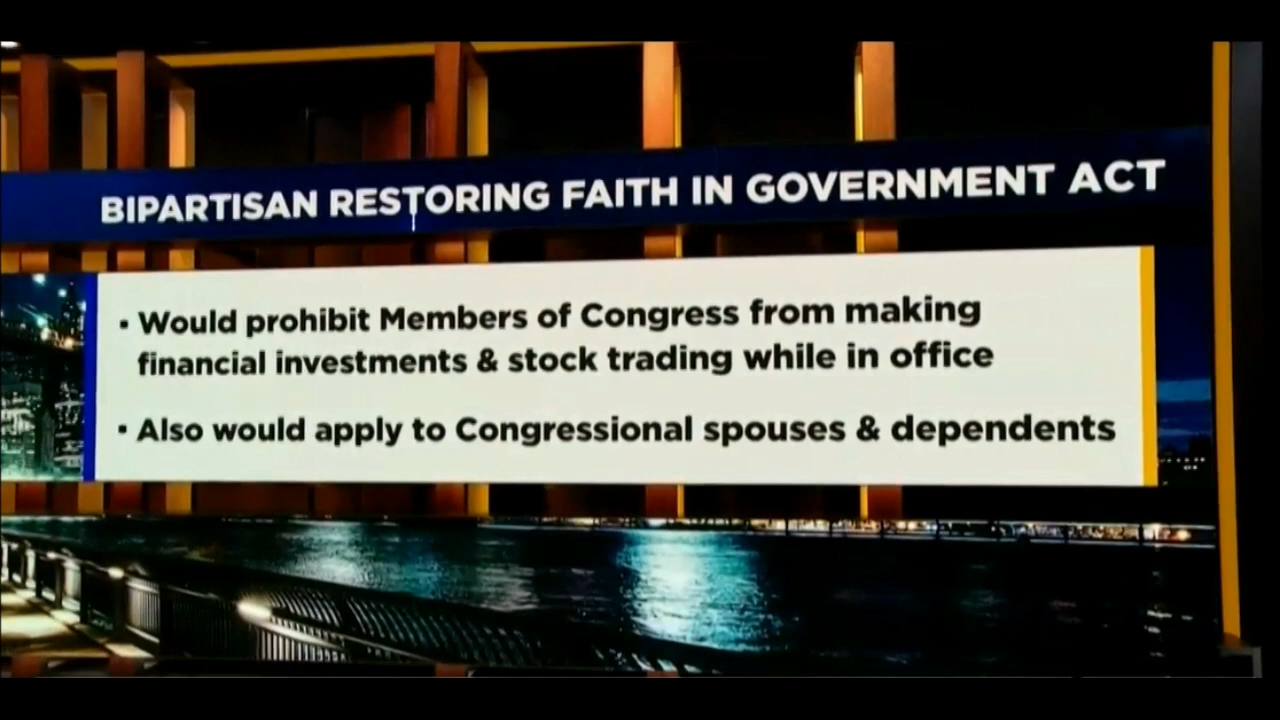 BIPARTISAN RESTORING FAITH IN GOVERNMENT ACT
▪ Would prohibit Members of Congress from making
financial investments & stock trading while in office
▪ Also would apply to Congressional spouses & dependents